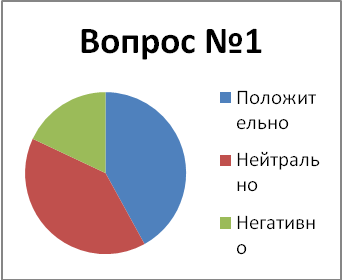 Вопрос №1
Положит
ельно
Нейтраль
но
Негативн
о